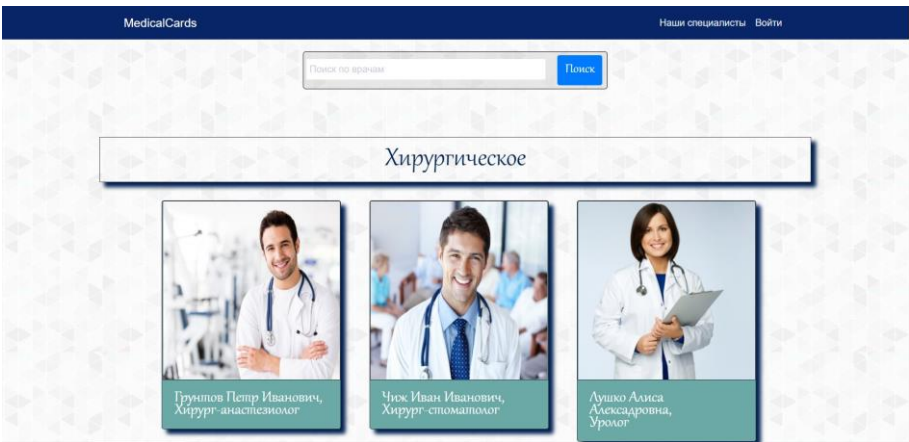 MedicalCards
Наши специалисты Войти
Поиск по врачам
Поиск
Хирургическое
Грунтов Петр Иванович,
Хирург-анастезиолог
Чиж Иван Иванович,
Хирург-стоматолог
Лушко Алиса
Алексадровна,
Уролог